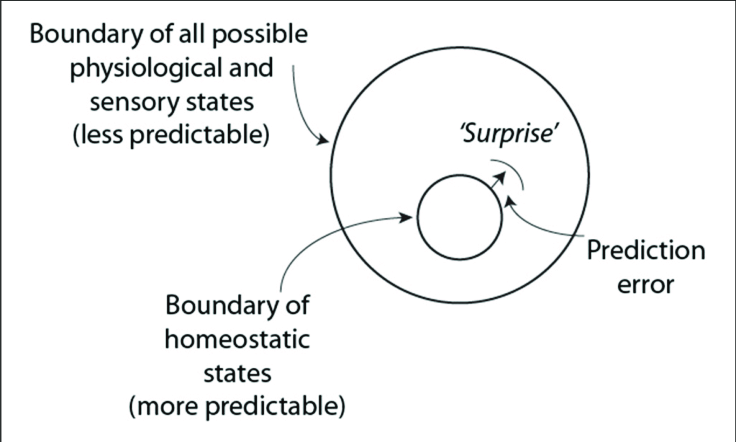 Boundary of all possible
physiological and
sensory states
(less predictable)
'Surprise'
Prediction
error
Boundary of
homeostatic
states
(more predictable)